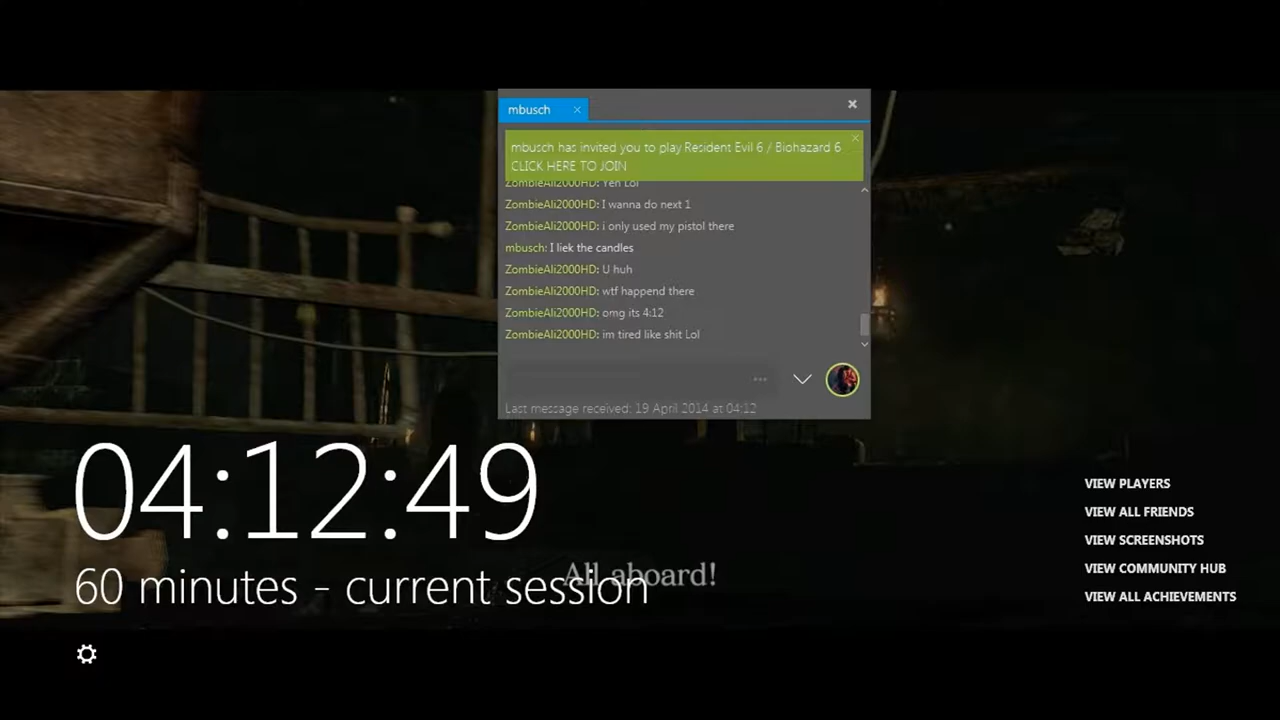 mbusch
mbusch has invited you to play Resident Evil 6 / Biohazard 6
CLICK HERE TO JOIN
ZombieAli2000HD: Yeh Lol
ZombieAli2000HD: I wanna do next 1
ZombieAli2000HD: i only used my pistol there
mbusch: I liek the candles
ZombieAli2000HD: U huh
ZombieAli2000HD: wtf happend there
ZombieAli2000HD: omg its 4:12
ZombieAli2000HD: im tired like shit Lol
Last message received: 19 April 2014 at 04:12
04:12:49
60 minutes - current session
All aboard!
VIEW PLAYERS
VIEW ALL FRIENDS
VIEW SCREENSHOTS
VIEW COMMUNITY HUB
VIEW ALL ACHIEVEMENTS